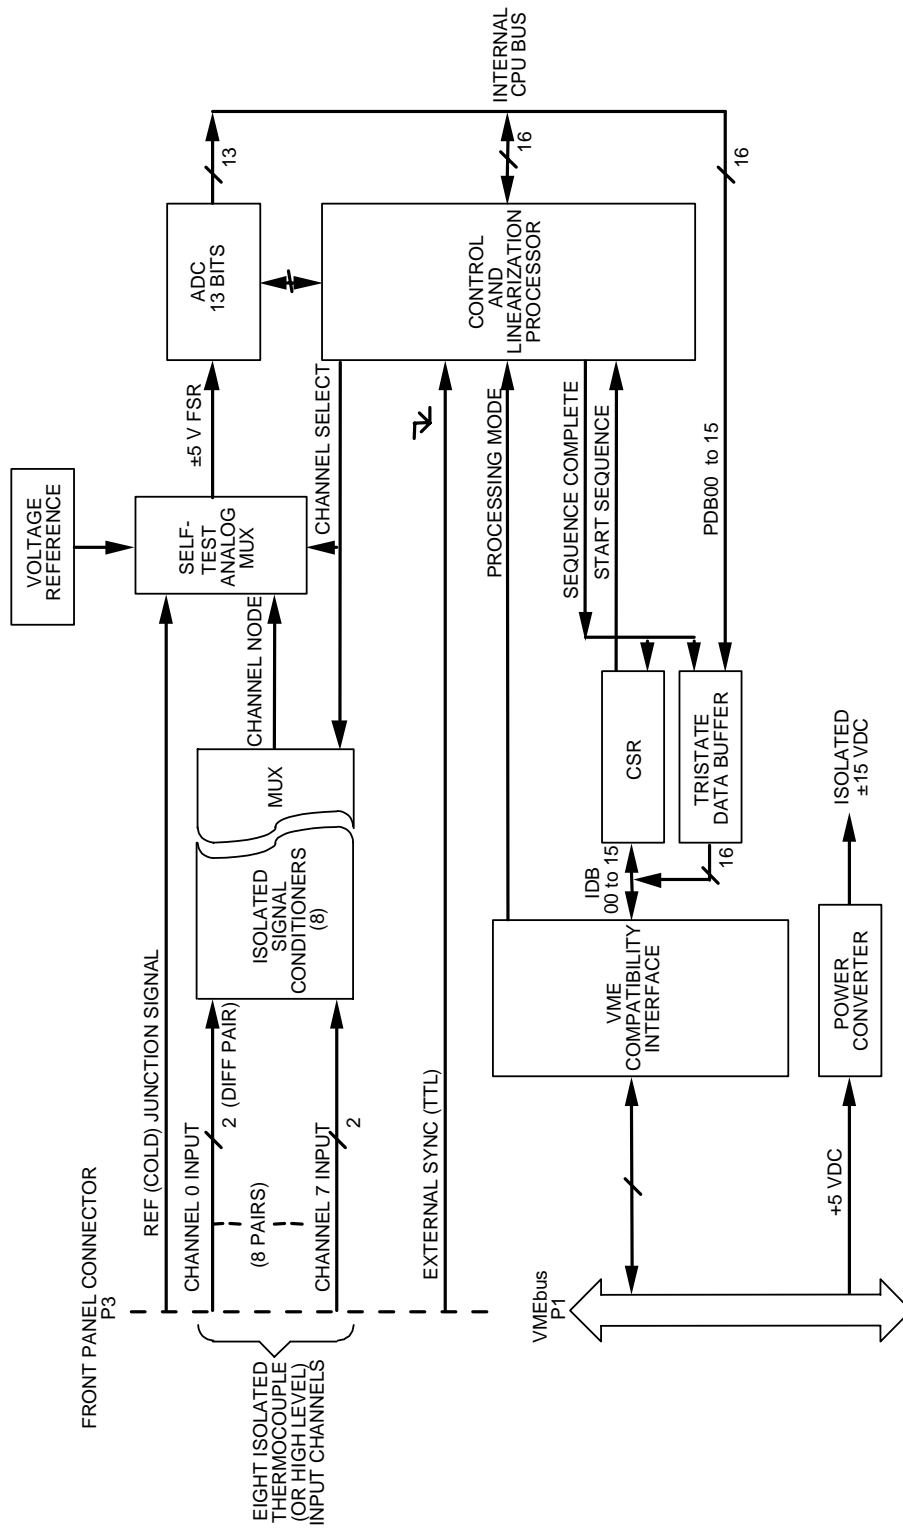 FRONT PANEL CONNECTOR
P3
VOLTAGE
REFERENCE
REF (COLD) JUNCTION SIGNAL
SELF-
TEST
ANALOG
MUX
±5 V FSR
ADC
13 BITS
13
EIGHT ISOLATED
THERMOCOUPLE
(OR HIGH LEVEL)
INPUT CHANNELS
CHANNEL 0 INPUT
2 (DIFF PAIR)
(8 PAIRS)
CHANNEL 7 INPUT
2
ISOLATED
SIGNAL
CONDITIONERS
(8)
MUX
CHANNEL NODE
CHANNEL SELECT
EXTERNAL SYNC (TTL)
PROCESSING MODE
CONTROL
AND
LINEARIZATION
PROCESSOR
16
INTERNAL
CPU BUS
SEQUENCE COMPLETE
START SEQUENCE
VMEbus
P1
VME
COMPATIBILITY
INTERFACE
IDB
00 to 15
CSR
TRISTATE
DATA BUFFER
16
PDB00 to 15
16
+5 VDC
POWER
CONVERTER
ISOLATED
±15 VDC